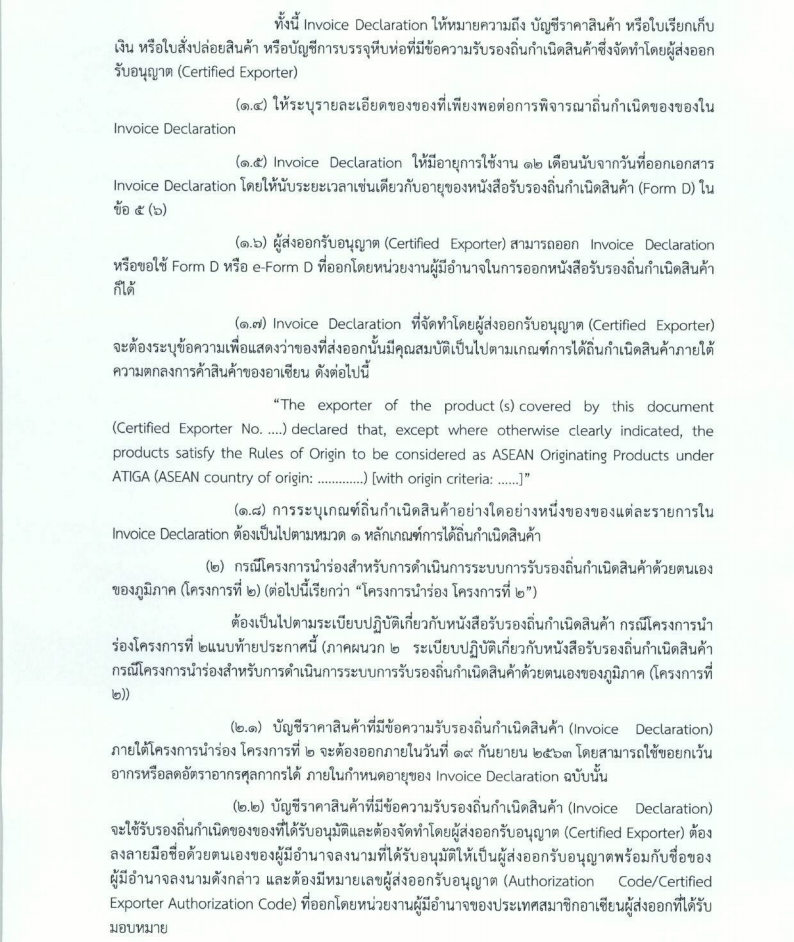 ทั้งนี้ Invoice Declaration ให้หมายความถึง บัญชีราคาสินค้า หรือใบเรียกเก็บ
เงิน หรือใบสั่งปล่อยสินค้า หรือบัญชีการบรรจุหีบห่อที่มีข้อความรับรองถิ่นกำเนิดสินค้าซึ่งจัดทำโดยผู้ส่งออก
รับอนุญาต (Certified Exporter)
(๑.๔) ให้ระบุรายละเอียดของของที่เพียงพอต่อการพิจารณาถิ่นกำเนิดของของใน
Invoice Declaration
(๑.๕) Invoice Declaration ให้มีอายุการใช้งาน ๑๒ เดือนนับจากวันที่ออกเอกสาร
Invoice Declaration โดยให้นับระยะเวลาเช่นเดียวกับอายุของหนังสือรับรองถิ่นกำเนิดสินค้า (Form D) ใน
ข้อ ๕ (๖)
(๑.๖) ผู้ส่งออกรับอนุญาต (Certified Exporter) สามารถออก Invoice Declaration
หรือขอใช้ Form D หรือ e-Form D ที่ออกโดยหน่วยงานผู้มีอำนาจในการออกหนังสือรับรองถิ่นกำเนิดสินค้า
ก็ได้
(๑.๗) Invoice Declaration ที่จัดทำโดยผู้ส่งออกรับอนุญาต (Certified Exporter)
จะต้องระบุข้อความเพื่อแสดงว่าของที่ส่งออกนั้นมีคุณสมบัติเป็นไปตามเกณฑ์การได้ถิ่นกำเนิดสินค้าภายใต้
ความตกลงการค้าสินค้าของอาเซียน ดังต่อไปนี้
“The exporter of the product (s) covered by this document
(Certified Exporter No. ....) declared that, except where otherwise clearly indicated, the
products satisfy the Rules of Origin to be considered as ASEAN Originating Products under
ATIGA (ASEAN country of origin: .............) [with origin criteria: ......]”
(๑.๘) การระบุเกณฑ์ถิ่นกำเนิดสินค้าอย่างใดอย่างหนึ่งของของแต่ละรายการใน
Invoice Declaration ต้องเป็นไปตามหมวด ๑ หลักเกณฑ์การได้ถิ่นกำเนิดสินค้า
(๒) กรณีโครงการนำร่องสำหรับการดำเนินการระบบการรับรองถิ่นกำเนิดสินค้าด้วยตนเอง
ของภูมิภาค (โครงการที่ ๒) (ต่อไปนี้เรียกว่า “โครงการนำร่อง โครงการที่ ๒”)
ต้องเป็นไปตามระเบียบปฏิบัติเกี่ยวกับหนังสือรับรองถิ่นกำเนิดสินค้า กรณีโครงการนำ
ร่องโครงการที่ ๒แนบท้ายประกาศนี้ (ภาคผนวก ๒ ระเบียบปฏิบัติเกี่ยวกับหนังสือรับรองถิ่นกำเนิดสินค้า
กรณีโครงการนำร่องสำหรับการดำเนินการระบบการรับรองถิ่นกำเนิดสินค้าด้วยตนเองของภูมิภาค (โครงการที่
๒))
(๒.๑) บัญชีราคาสินค้าที่มีข้อความรับรองถิ่นกำเนิดสินค้า (Invoice Declaration)
ภายใต้โครงการนำร่อง โครงการที่ ๒ จะต้องออกภายในวันที่ ๑๙ กันยายน ๒๕๖๓ โดยสามารถใช้ขอยกเว้น
อากรหรือลดอัตราอากรศุลกากรได้ ภายในกำหนดอายุของ Invoice Declaration ฉบับนั้น
(๒.๒) บัญชีราคาสินค้าที่มีข้อความรับรองถิ่นกำเนิดสินค้า (Invoice Declaration)
จะใช้รับรองถิ่นกำเนิดของของที่ได้รับอนุมัติและต้องจัดทำโดยผู้ส่งออกรับอนุญาต (Certified Exporter) ต้อง
ลงลายมือชื่อด้วยตนเองของผู้มีอำนาจลงนามที่ได้รับอนุมัติให้เป็นผู้ส่งออกรับอนุญาตพร้อมกับชื่อของ
ผู้มีอำนาจลงนามดังกล่าว และต้องมีหมายเลขผู้ส่งออกรับอนุญาต (Authorization Code/Certified
Exporter Authorization Code) ที่ออกโดยหน่วยงานผู้มีอำนาจของประเทศสมาชิกอาเซียนผู้ส่งออกที่ได้รับ
มอบหมาย